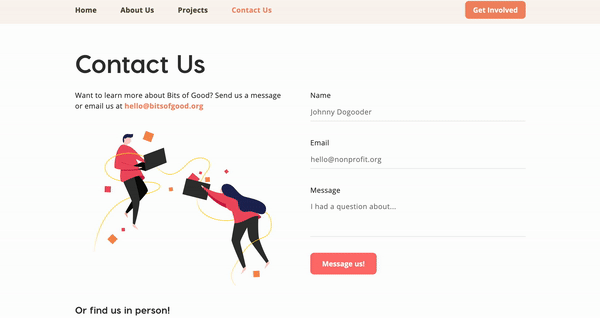 Home About Us Projects Contact Us Get Involved
Contact Us
Want to learn more about Bits of Good? Send us a message
or email us at hello@bitsofgood.org
Name
Johnny Dogooder
Email
hello@nonprofit.org
Message
I had a question about...
Message us!
Or find us in person!